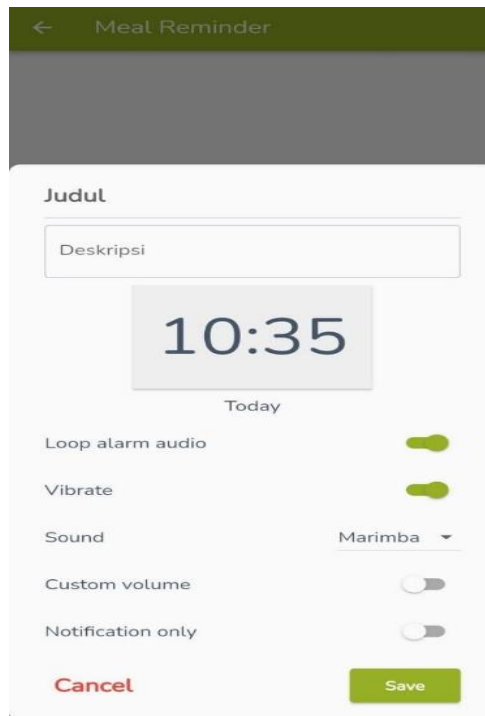 Meal Reminder
Judul
Deskripsi
10:35
Today
Loop alarm audio
Vibrate
Sound Marimba
Custom volume
Notification only
Cancel Save